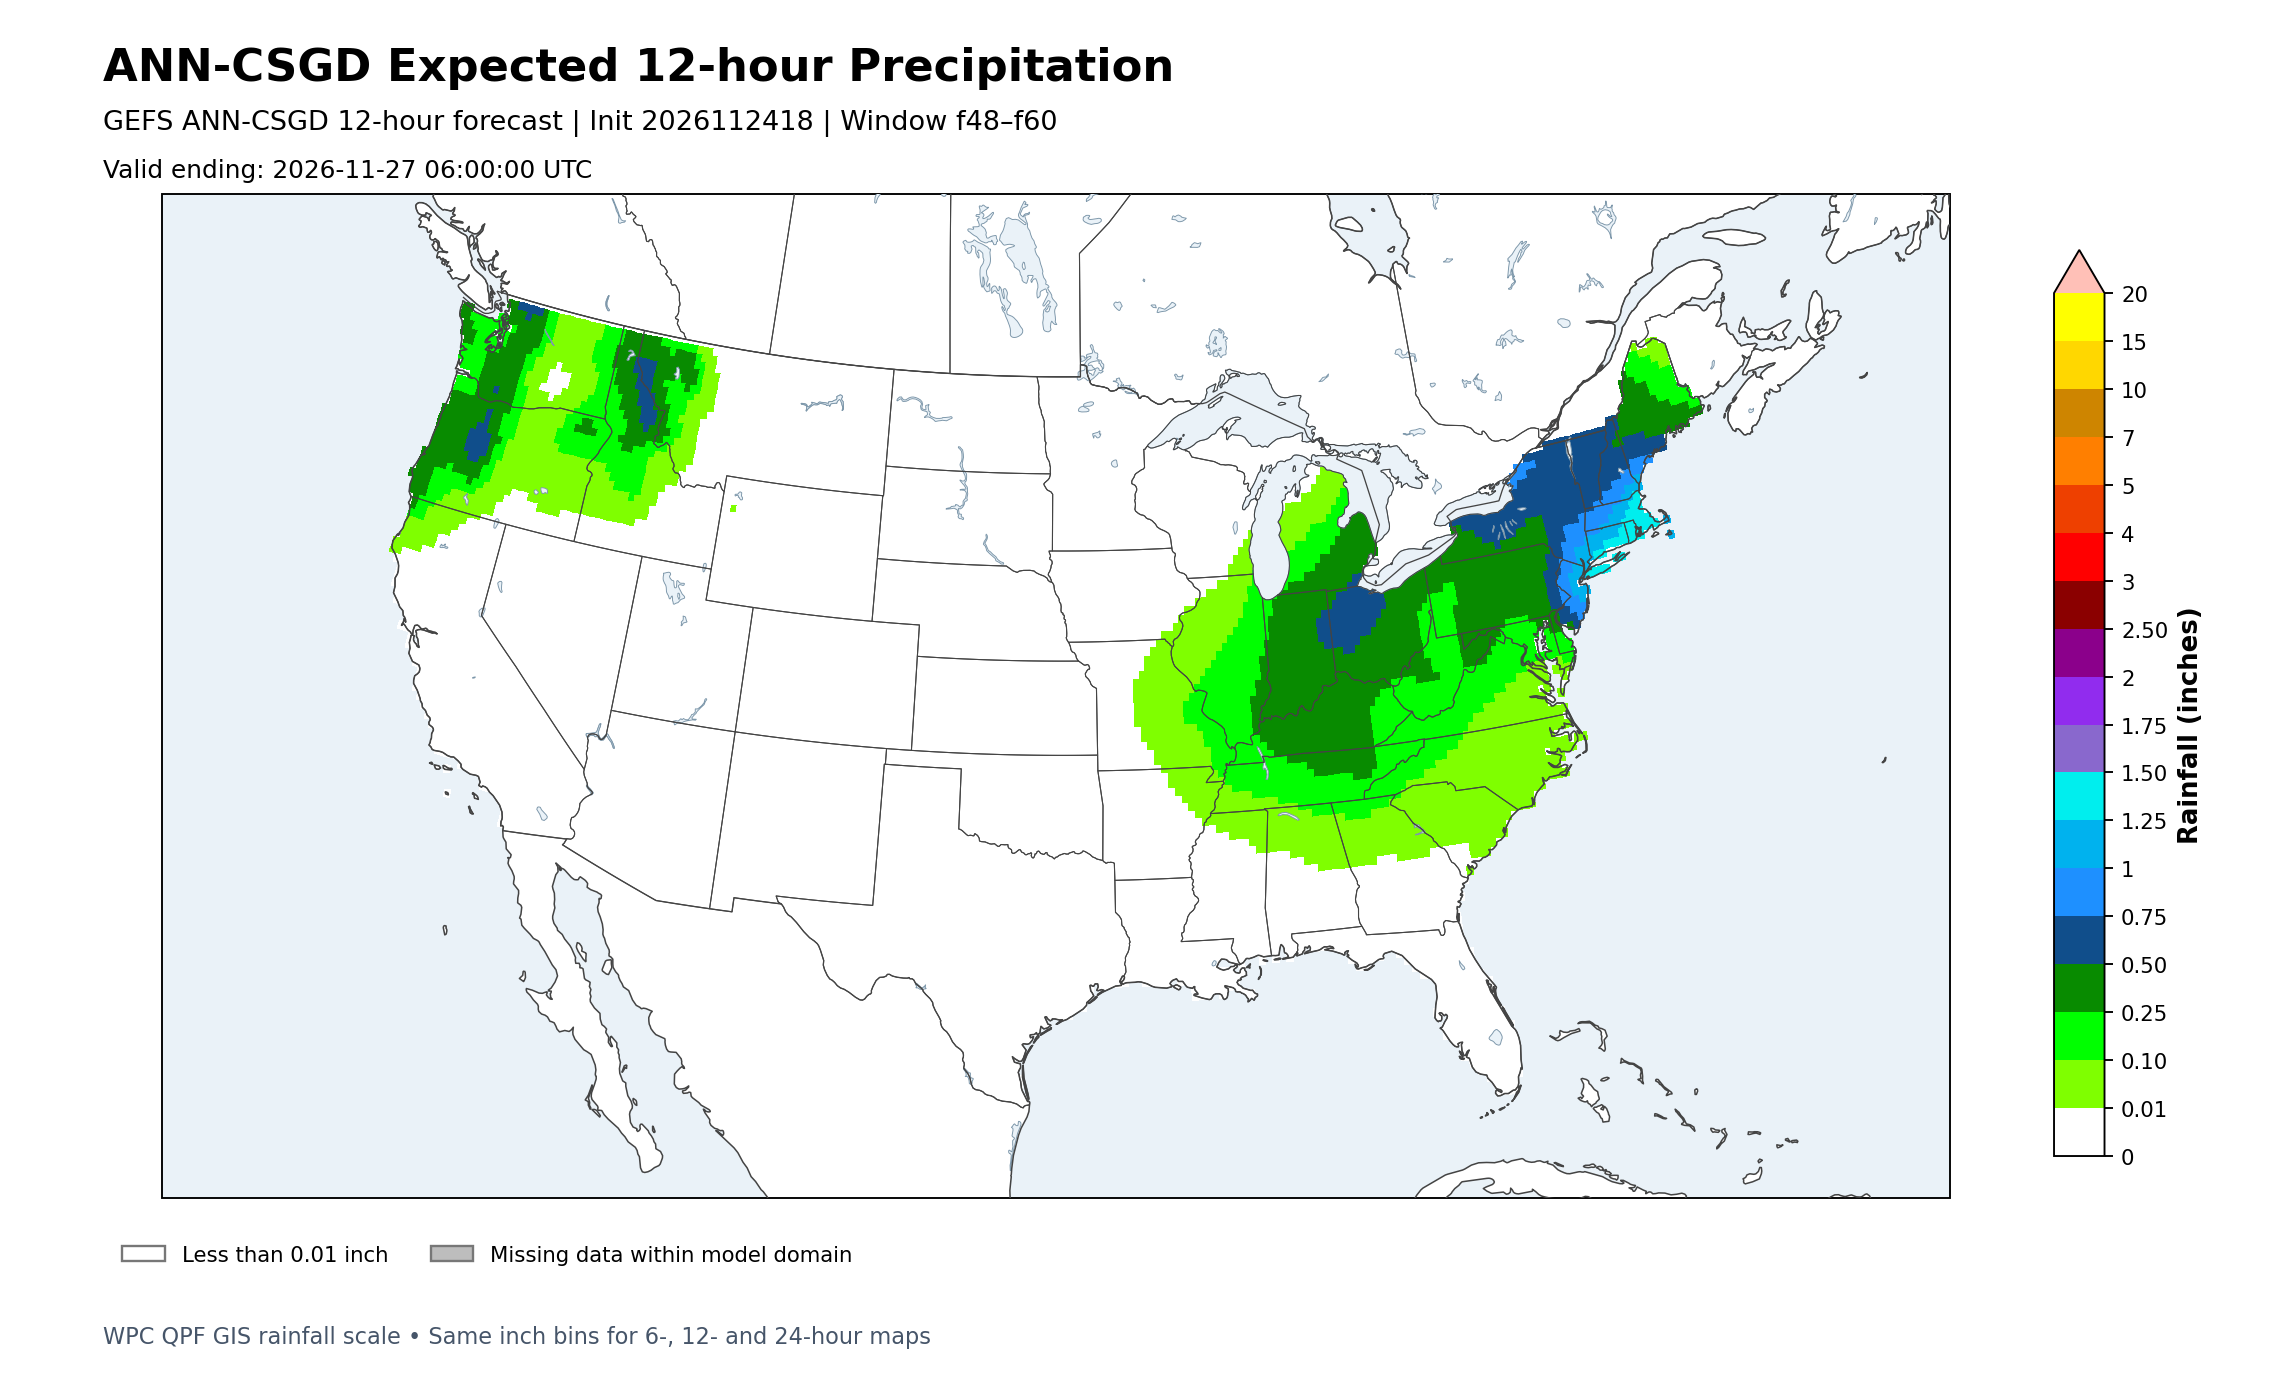 ANN-CSGD Expected 12-hour Precipitation
GEFS ANN-CSGD 12-hour forecast | Init 2026112418 | Window f48–f60
Valid ending: 2026-11-27 06:00:00 UTC
20
15
10
7
5
4
3
2.50
2
1.75
1.50
1.25
1
0.75
0.50
0.25
0.10
0.01
0
Rainfall (inches)
Less than 0.01 inch
Missing data within model domain
WPC QPF GIS rainfall scale • Same inch bins for 6-, 12- and 24-hour maps